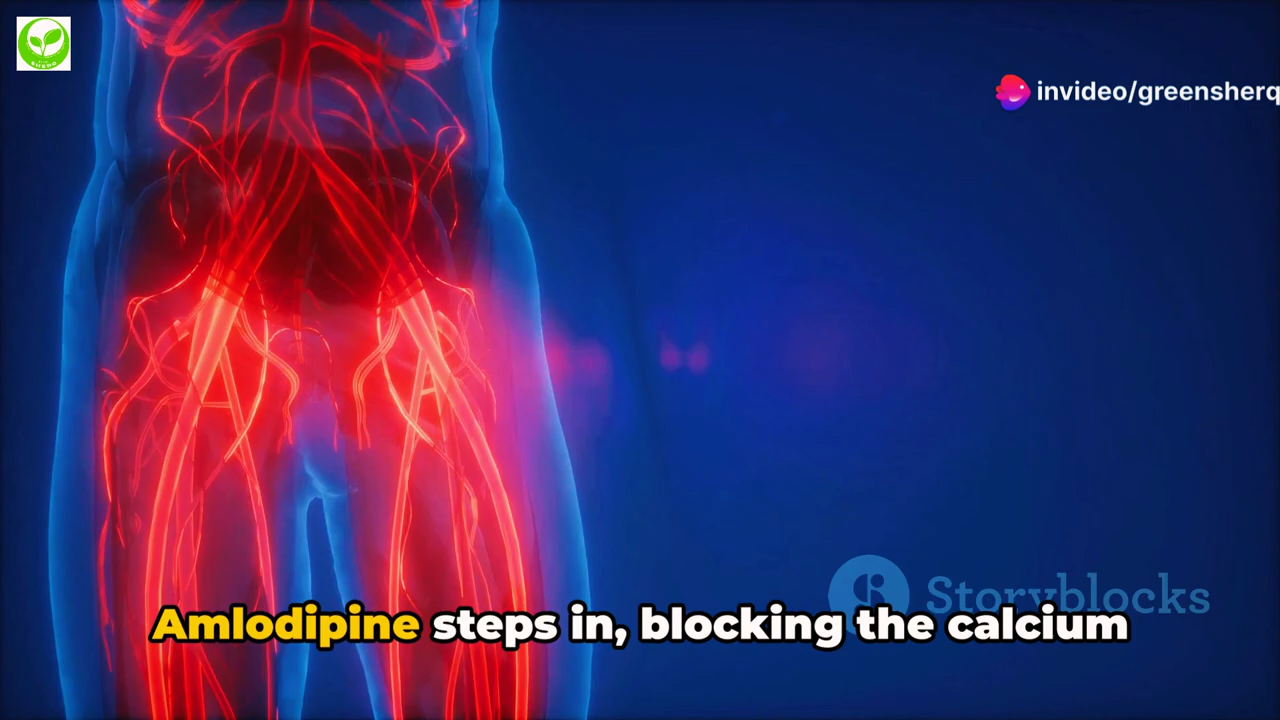 invideo/greensherq
Storyblocks
Amlodipine steps in, blocking the calcium